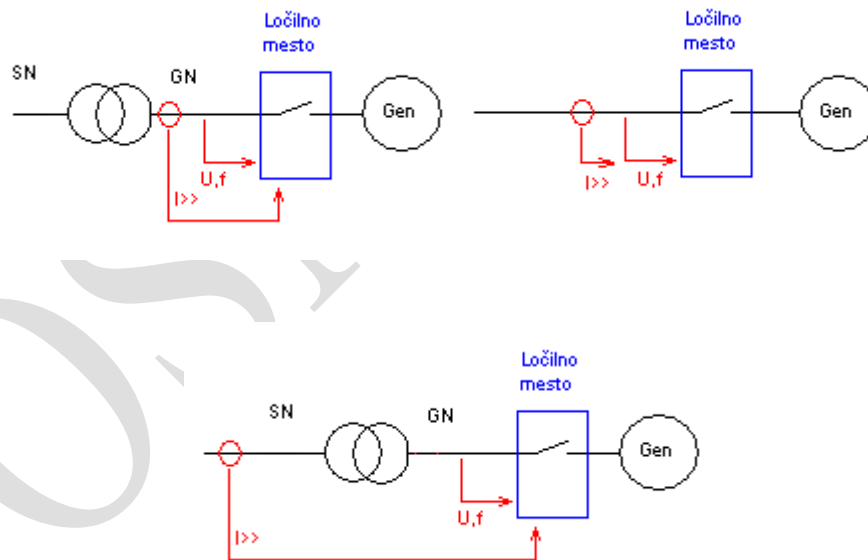 Ločilno
mesto
SN
GN
Gen
U,f
I>>
Ločilno
mesto
Gen
I>>
U,f
Ločilno
mesto
SN
GN
Gen
U,f
I>>